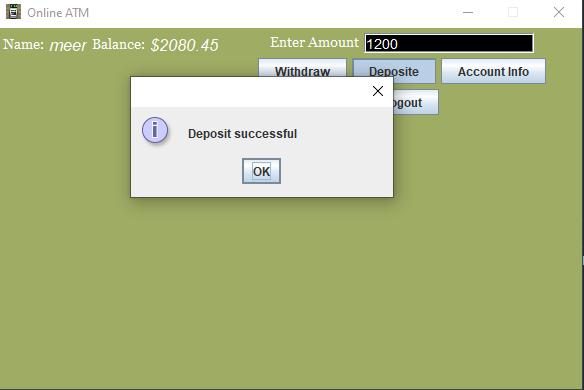 Online ATM
Name: meer Balance: $2080.45 Enter Amount 1200
Withdraw Deposite Account Info
ogout
Deposit successful
OK